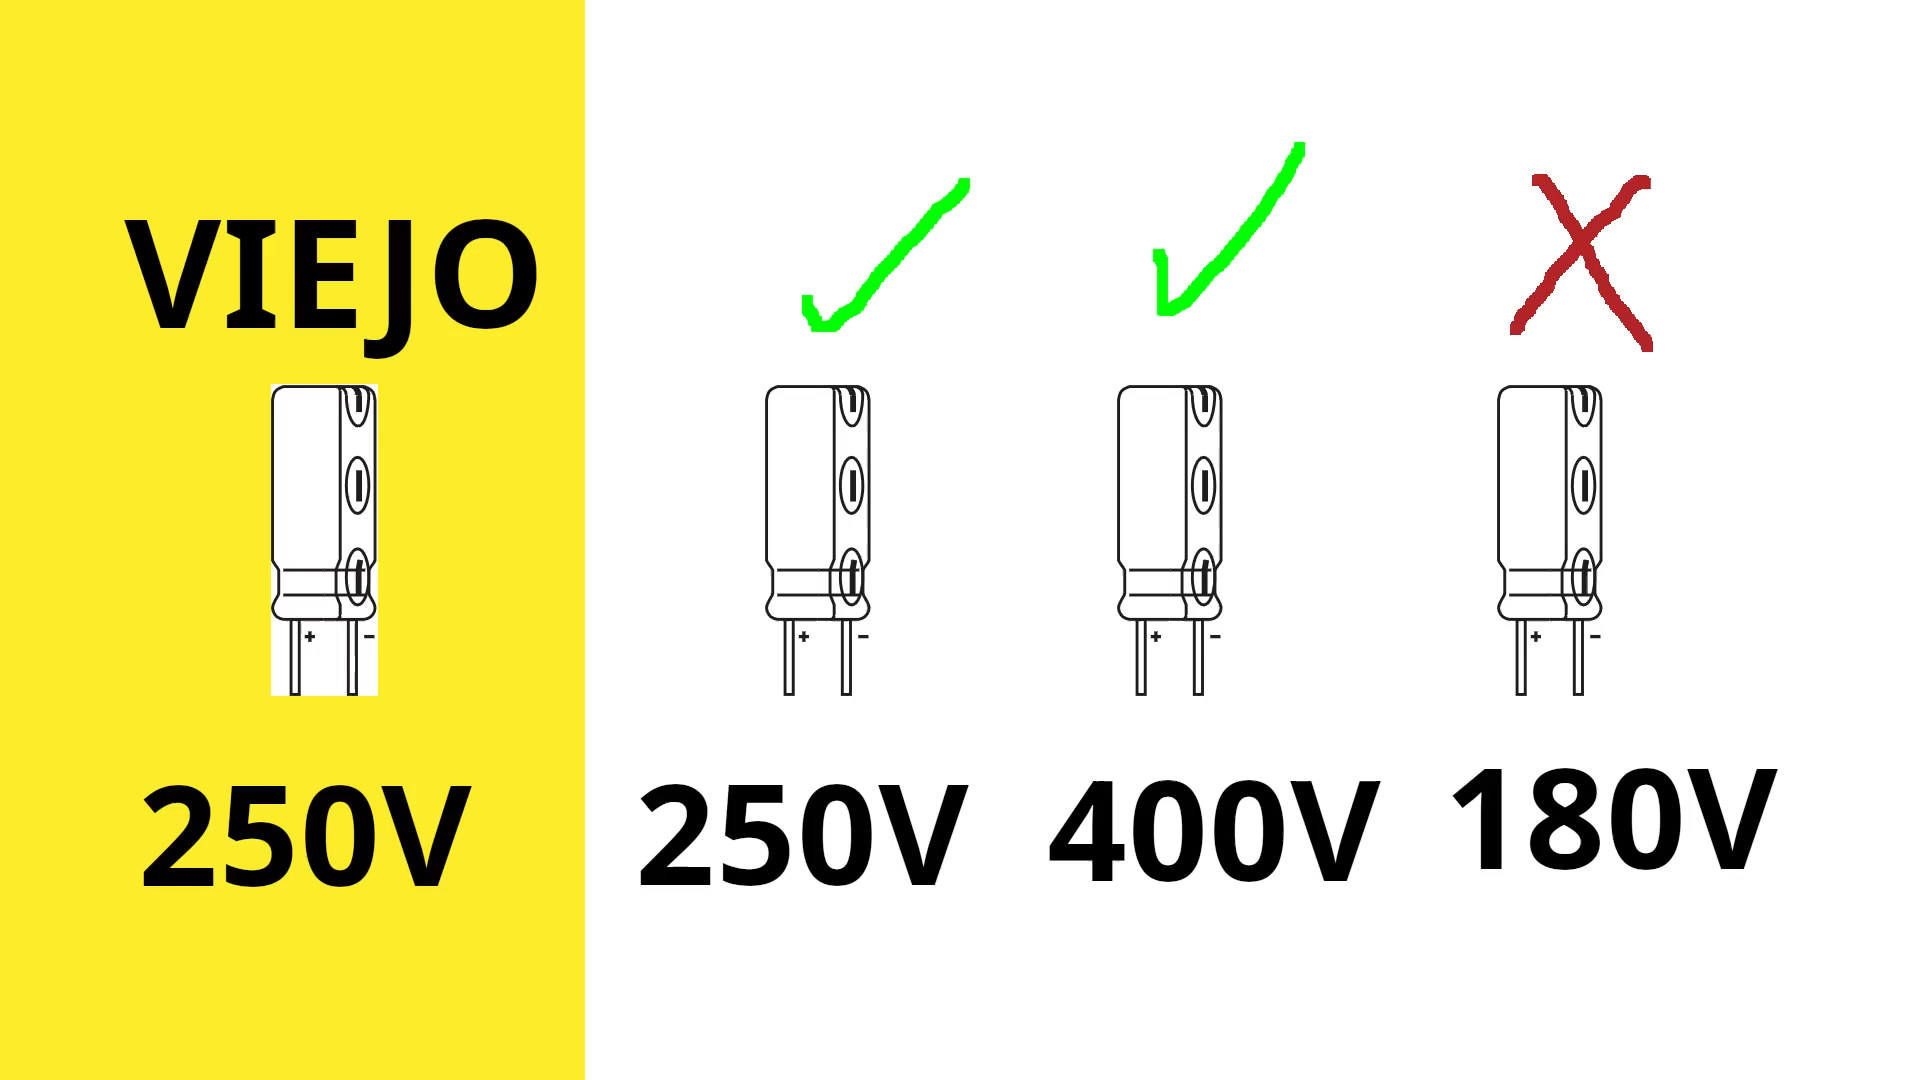 VIEJO
+ − + − + − + −
250V 250V 400V 180V